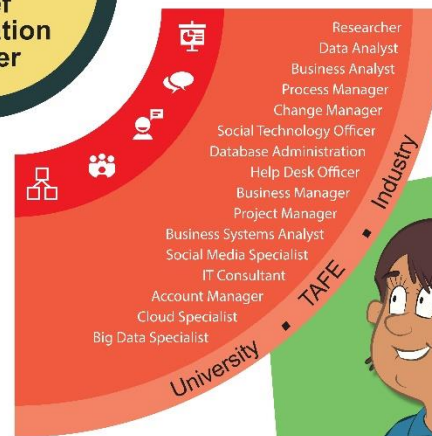 Researcher
Data Analyst
Business Analyst
Process Manager
Change Manager
Social Technology Officer
Database Administration
Help Desk Officer
Business Manager
Project Manager
Business Systems Analyst
Social Media Specialist
IT Consultant
Account Manager
Cloud Specialist
Big Data Specialist
University ▪ TAFE ▪ Industry